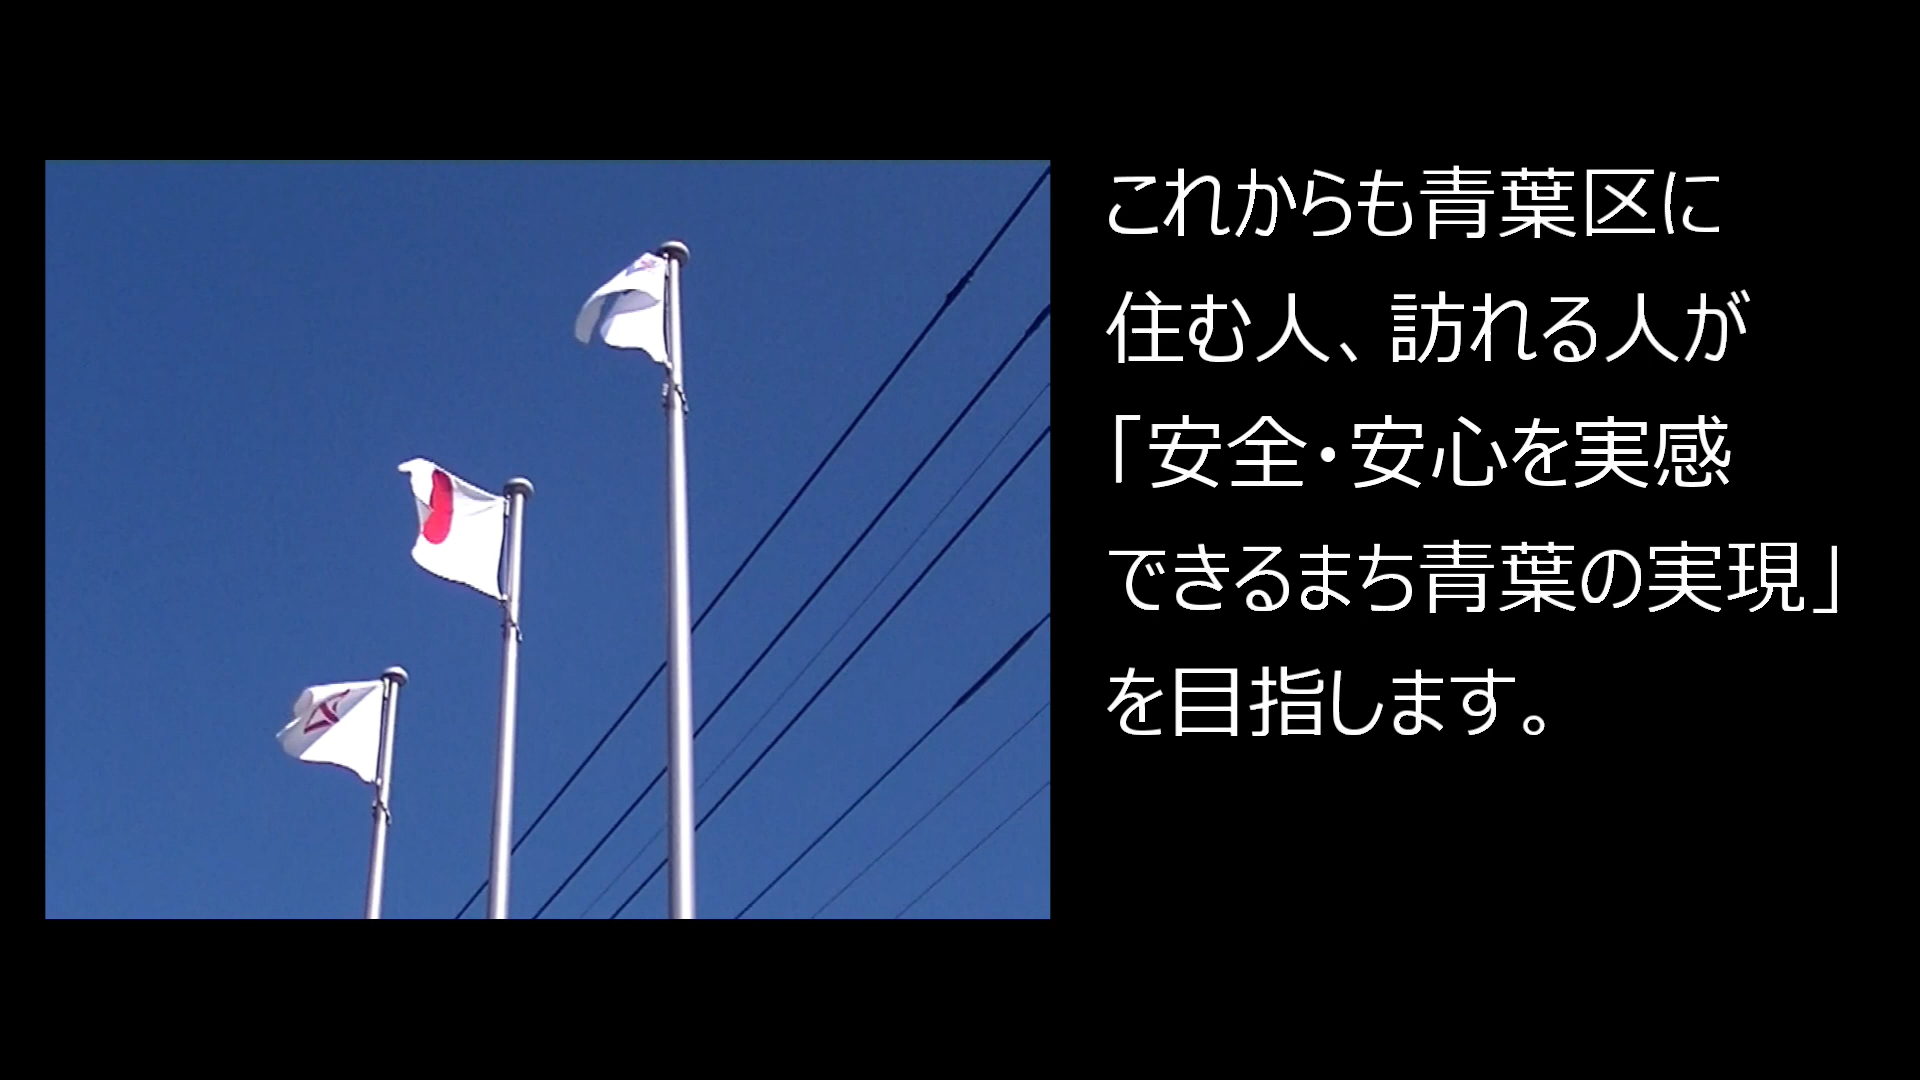 これからも青葉区に
住む人、訪れる人が
「安全・安心を実感
できるまち青葉の実現」
を目指します。